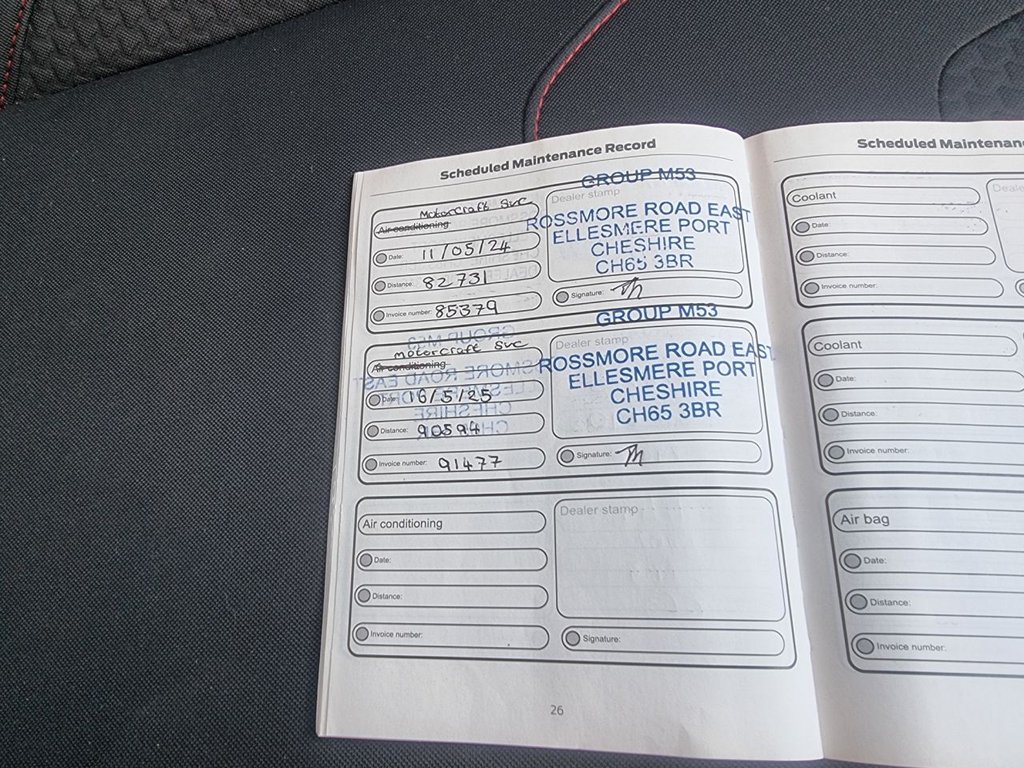 Scheduled Maintenance Record
Motorcraft Svc
Air conditioning
Date: 11/05/24
Distance: 82731
Invoice number: 85379
Dealer stamp
GROUP M53
ROSSMORE ROAD EAST
ELLESMERE PORT
CHESHIRE
CH65 3BR
Signature:
Motorcraft Svc
Air conditioning
Date: 06/5/25
Distance: 90594
Invoice number: 91477
Dealer stamp
GROUP M53
ROSSMORE ROAD EAST
ELLESMERE PORT
CHESHIRE
CH65 3BR
Signature:
Air conditioning
Date:
Distance:
Invoice number:
Dealer stamp
Signature:
26
Scheduled Maintenan
Coolant
Date:
Distance:
Invoice number:
Deale
Coolant
Date:
Distance:
Invoice number:
Air bag
Date:
Distance:
Invoice number: